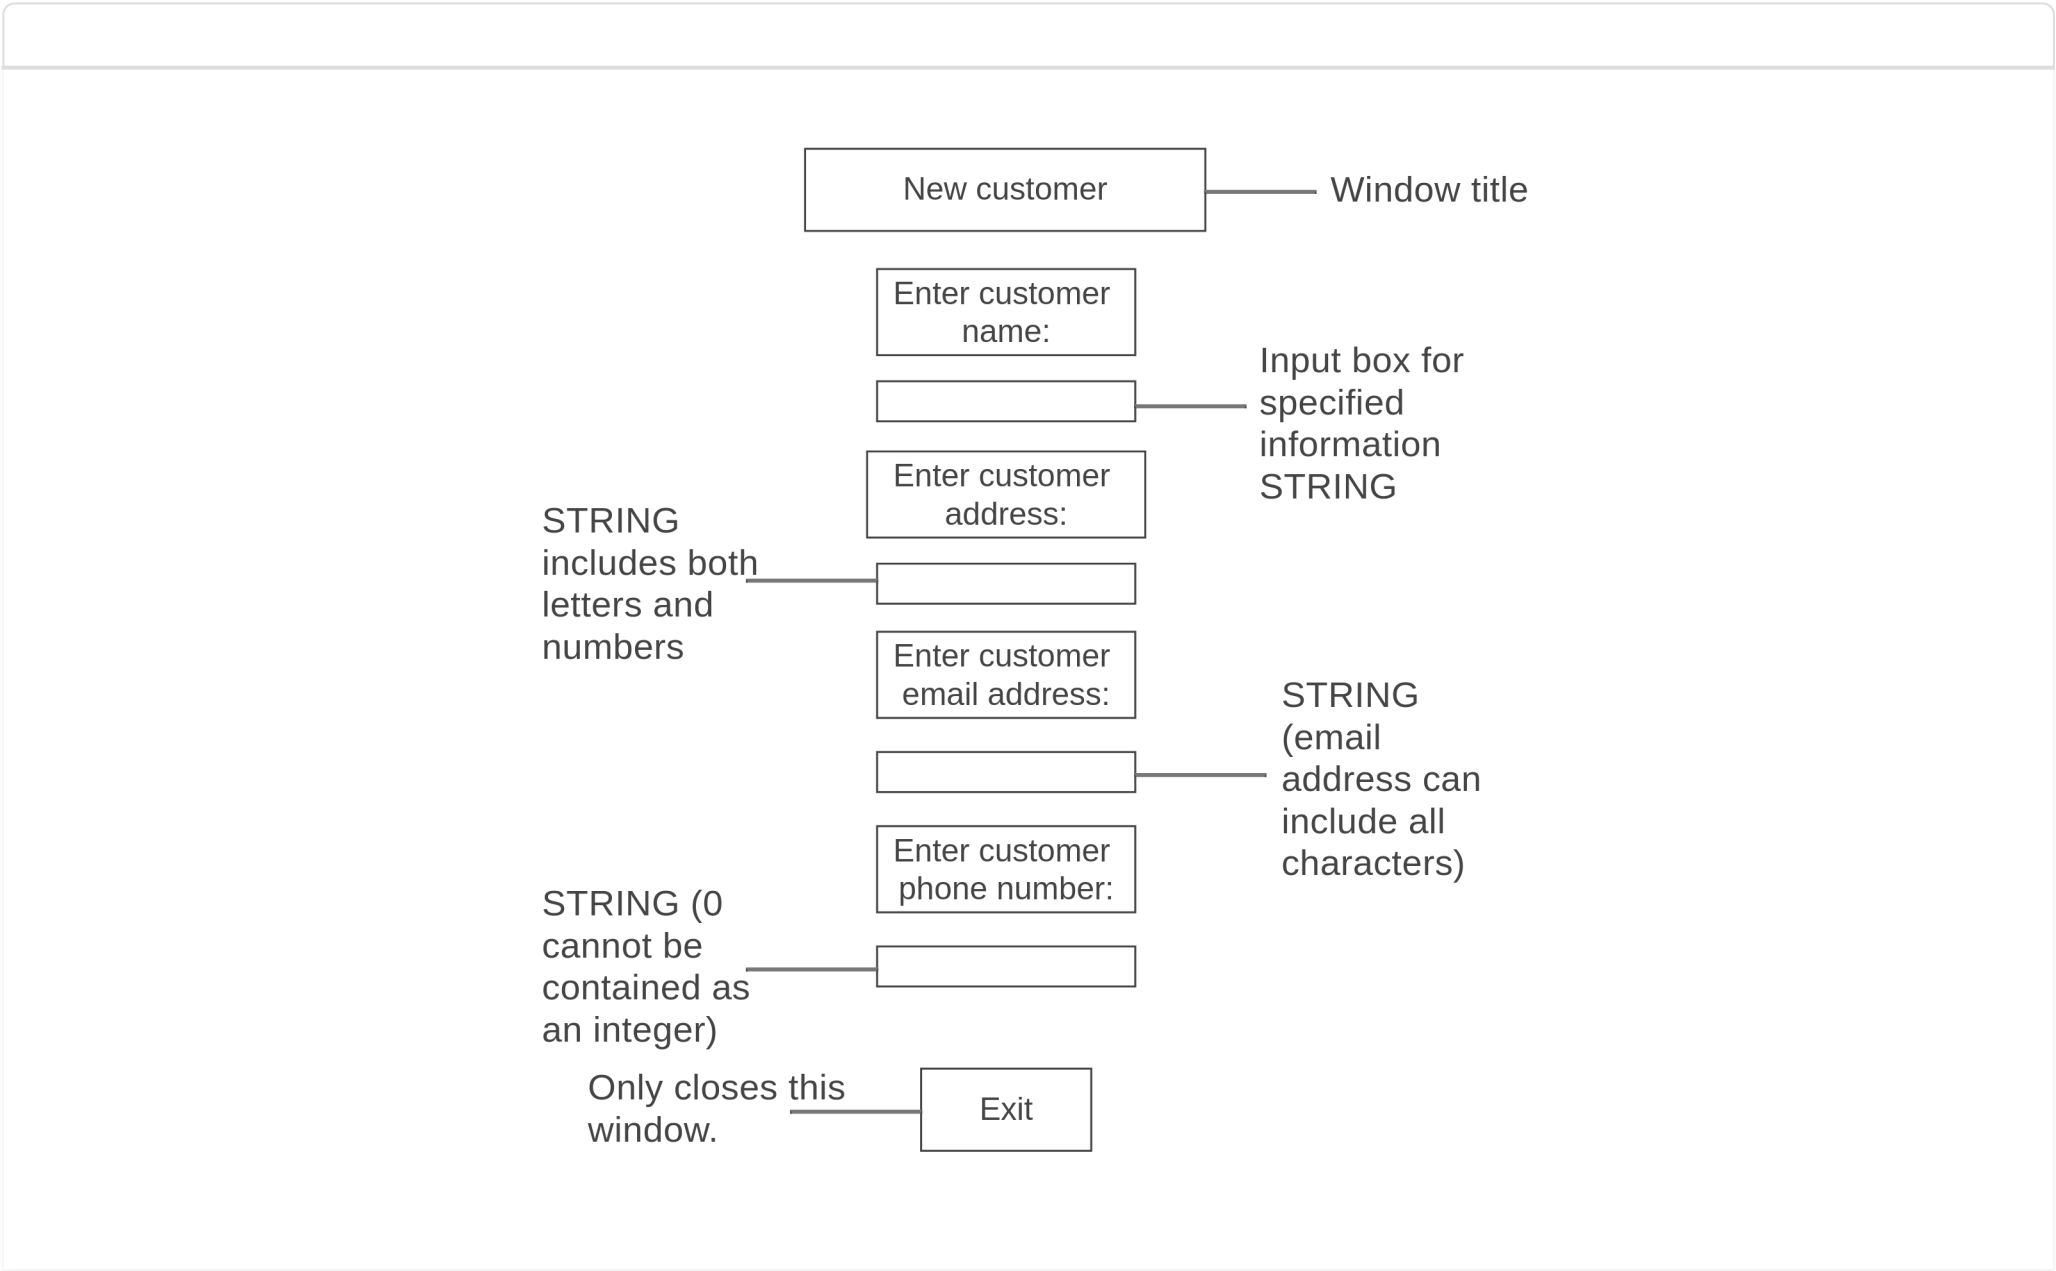 New customer
Window title
Enter customer
name:
Input box for
specified
information
STRING
Enter customer
address:
STRING
includes both
letters and
numbers
Enter customer
email address:
STRING
(email
address can
include all
characters)
Enter customer
phone number:
STRING (0
cannot be
contained as
an integer)
Only closes this
window.
Exit